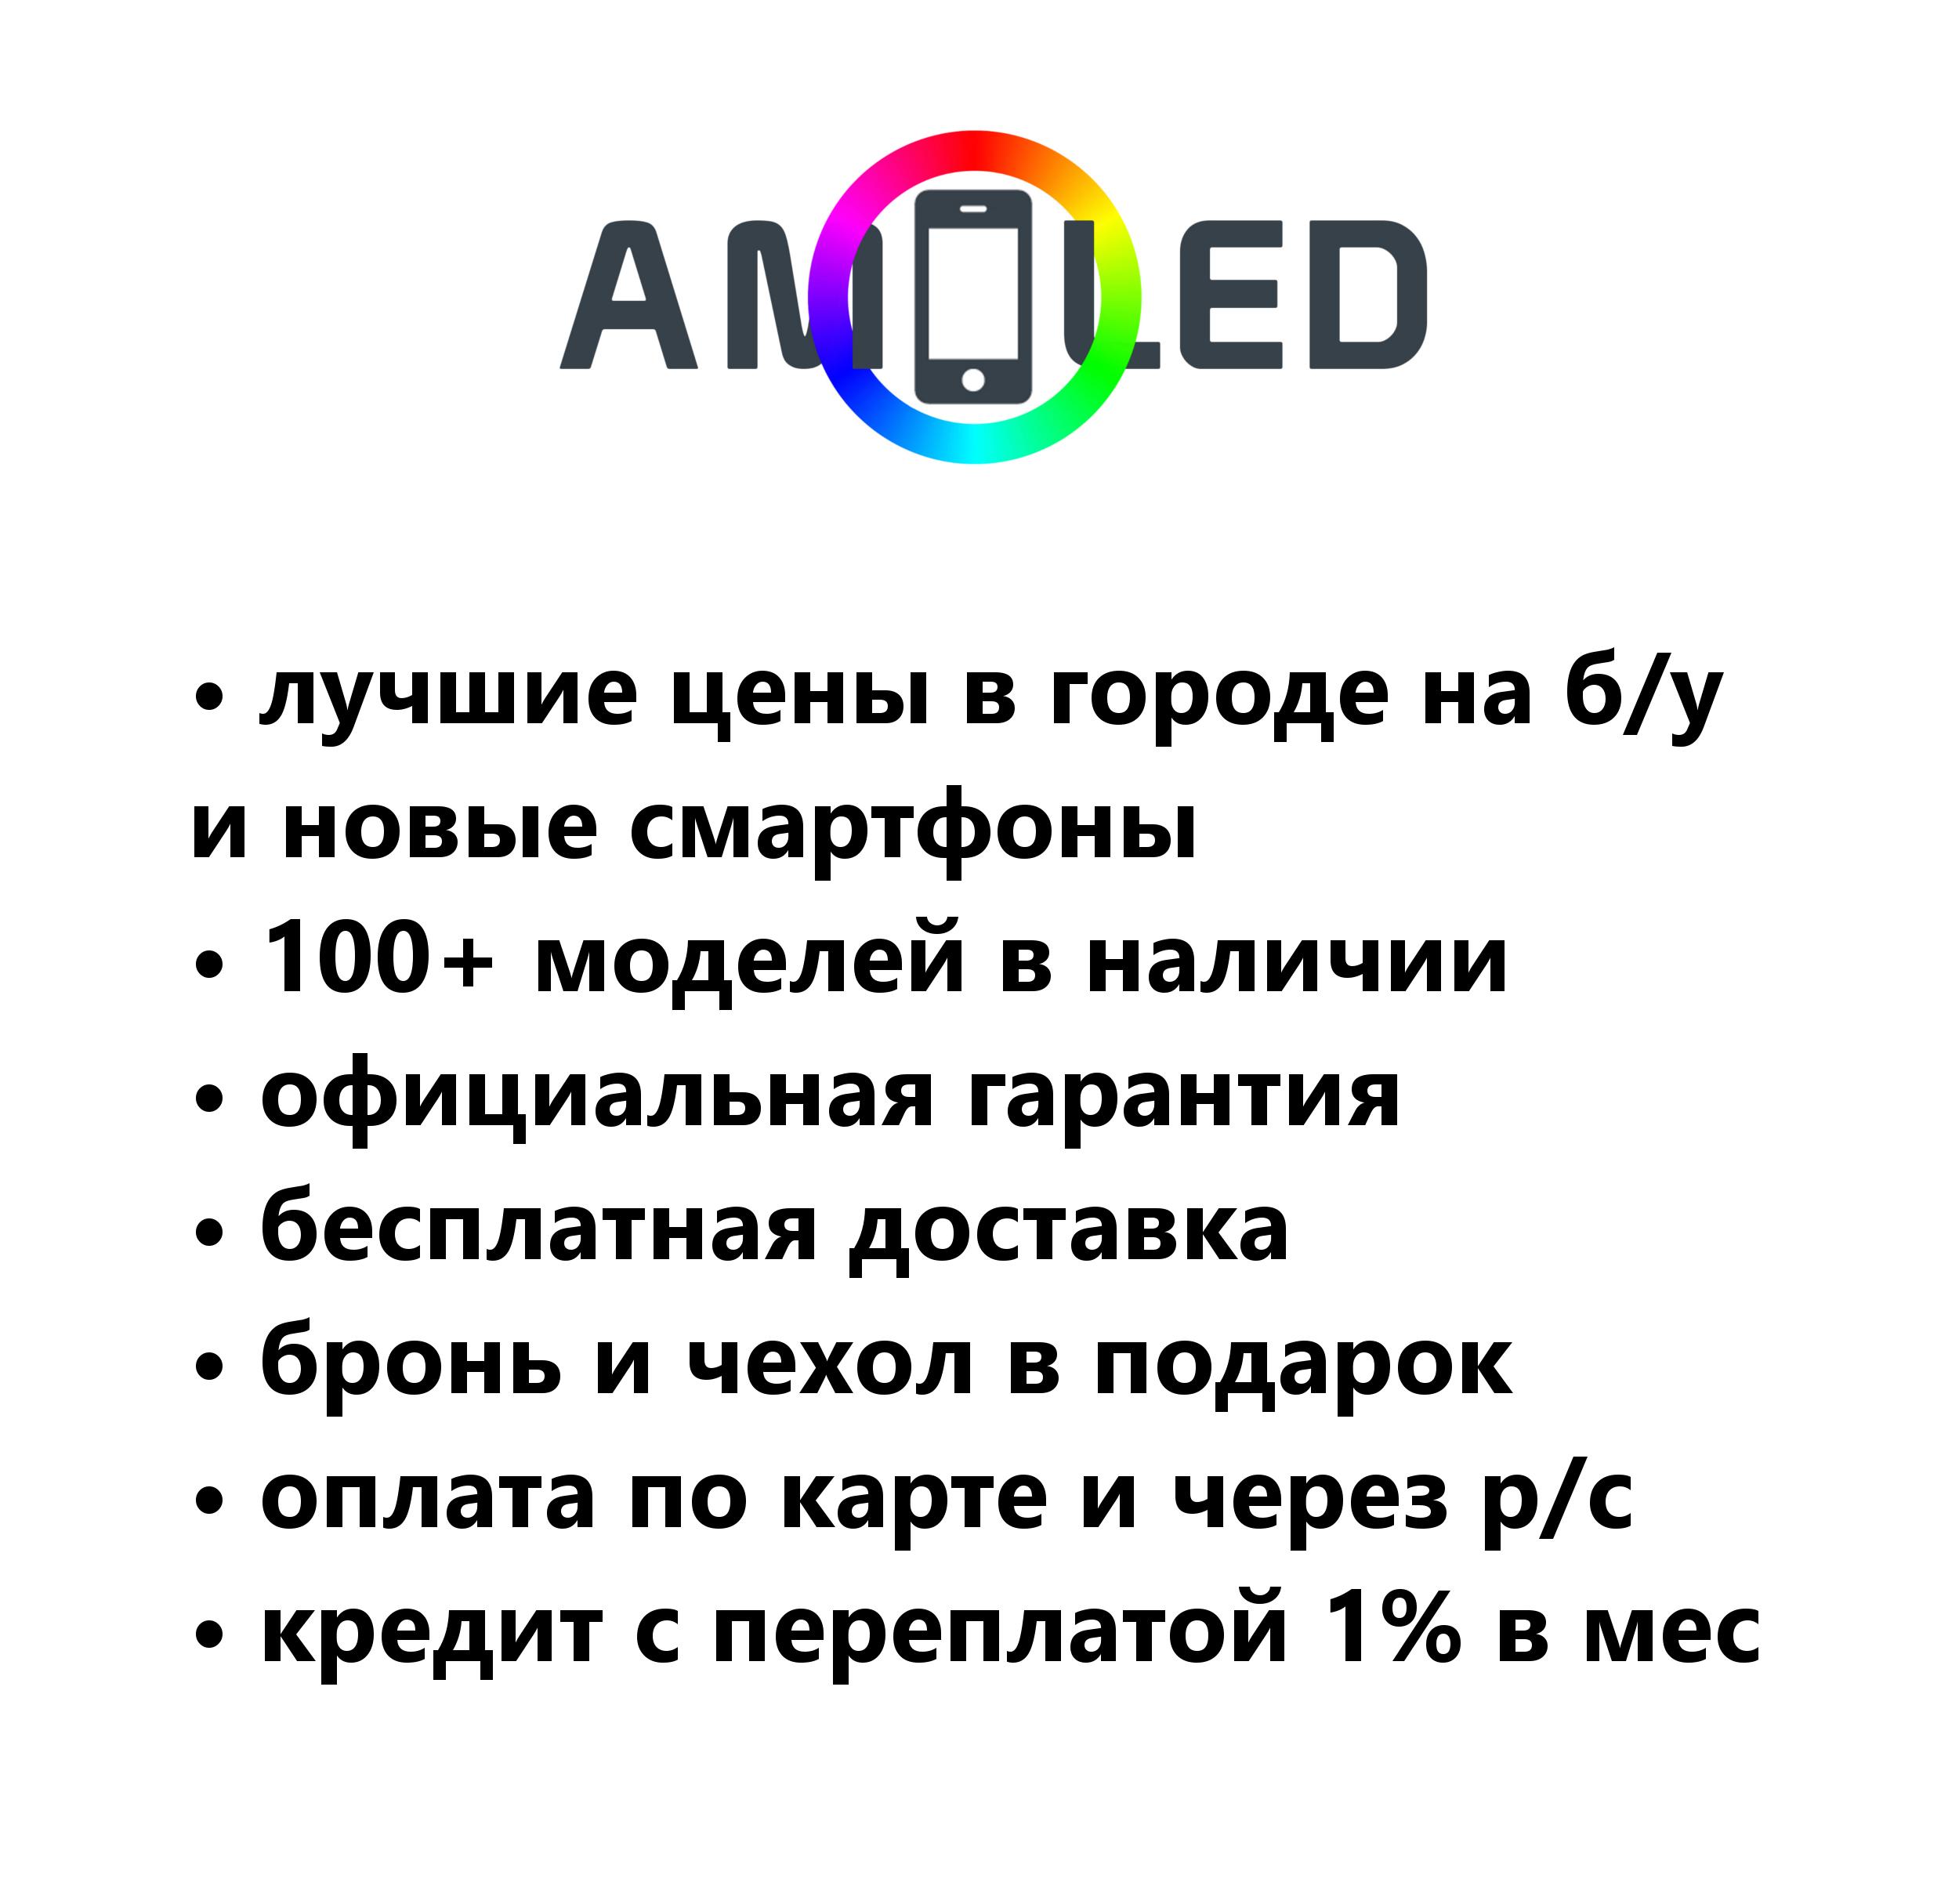 AMOLED
• лучшие цены в городе на б/у
и новые смартфоны
• 100+ моделей в наличии
• официальная гарантия
• бесплатная доставка
• бронь и чехол в подарок
• оплата по карте и через р/с
• кредит с переплатой 1% в мес